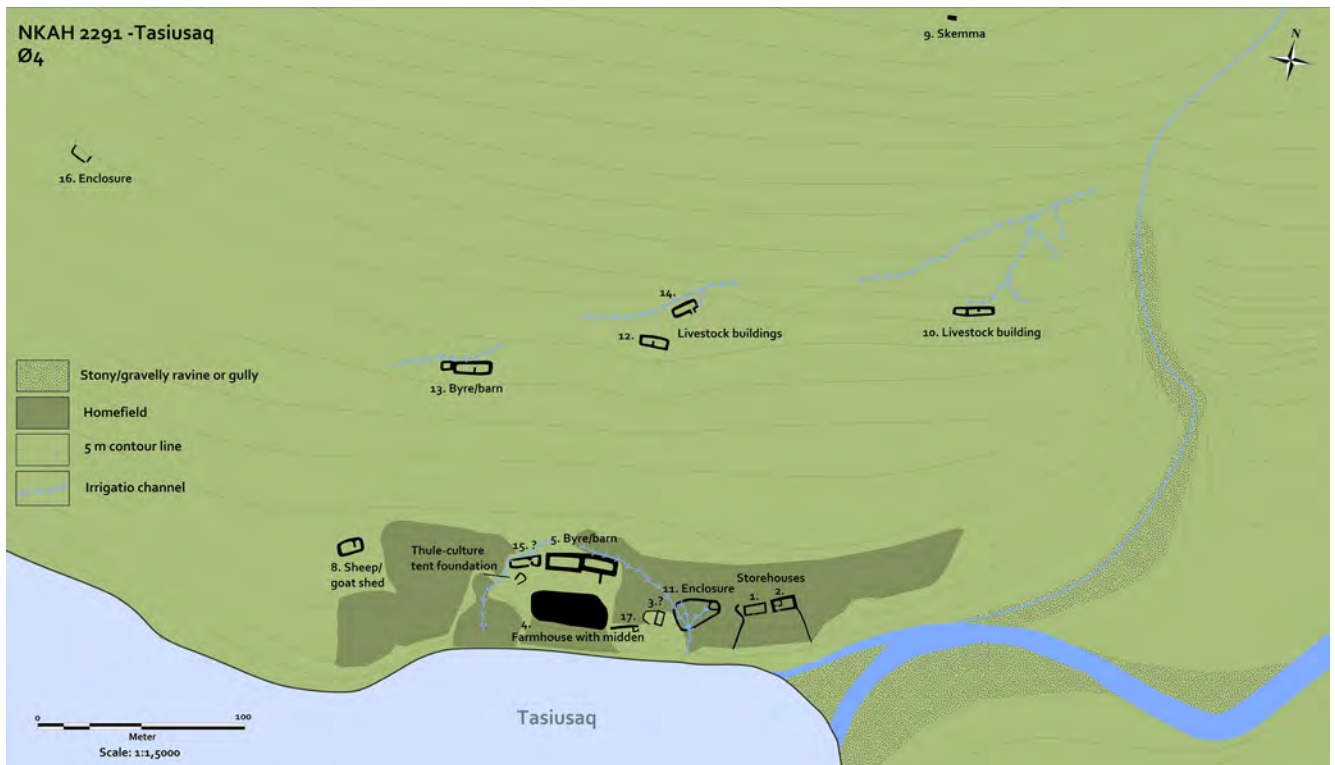 NKAH 2291 -Tasiusaq
Ø4
9. Skemma
N
16. Enclosure
14.
Livestock buildings
12.
10. Livestock building
13. Byre/barn
Stony/gravelly ravine or gully
Homefield
5 m contour line
Irrigatio channel
8. Sheep/
goat shed
Thule-culture
tent foundation
15. ?
5. Byre/barn
11. Enclosure
Storehouses
1.
2.
3.?
17.
4.
Farmhouse with midden
Tasiusaq
0
100
Meter
Scale: 1:1,5000